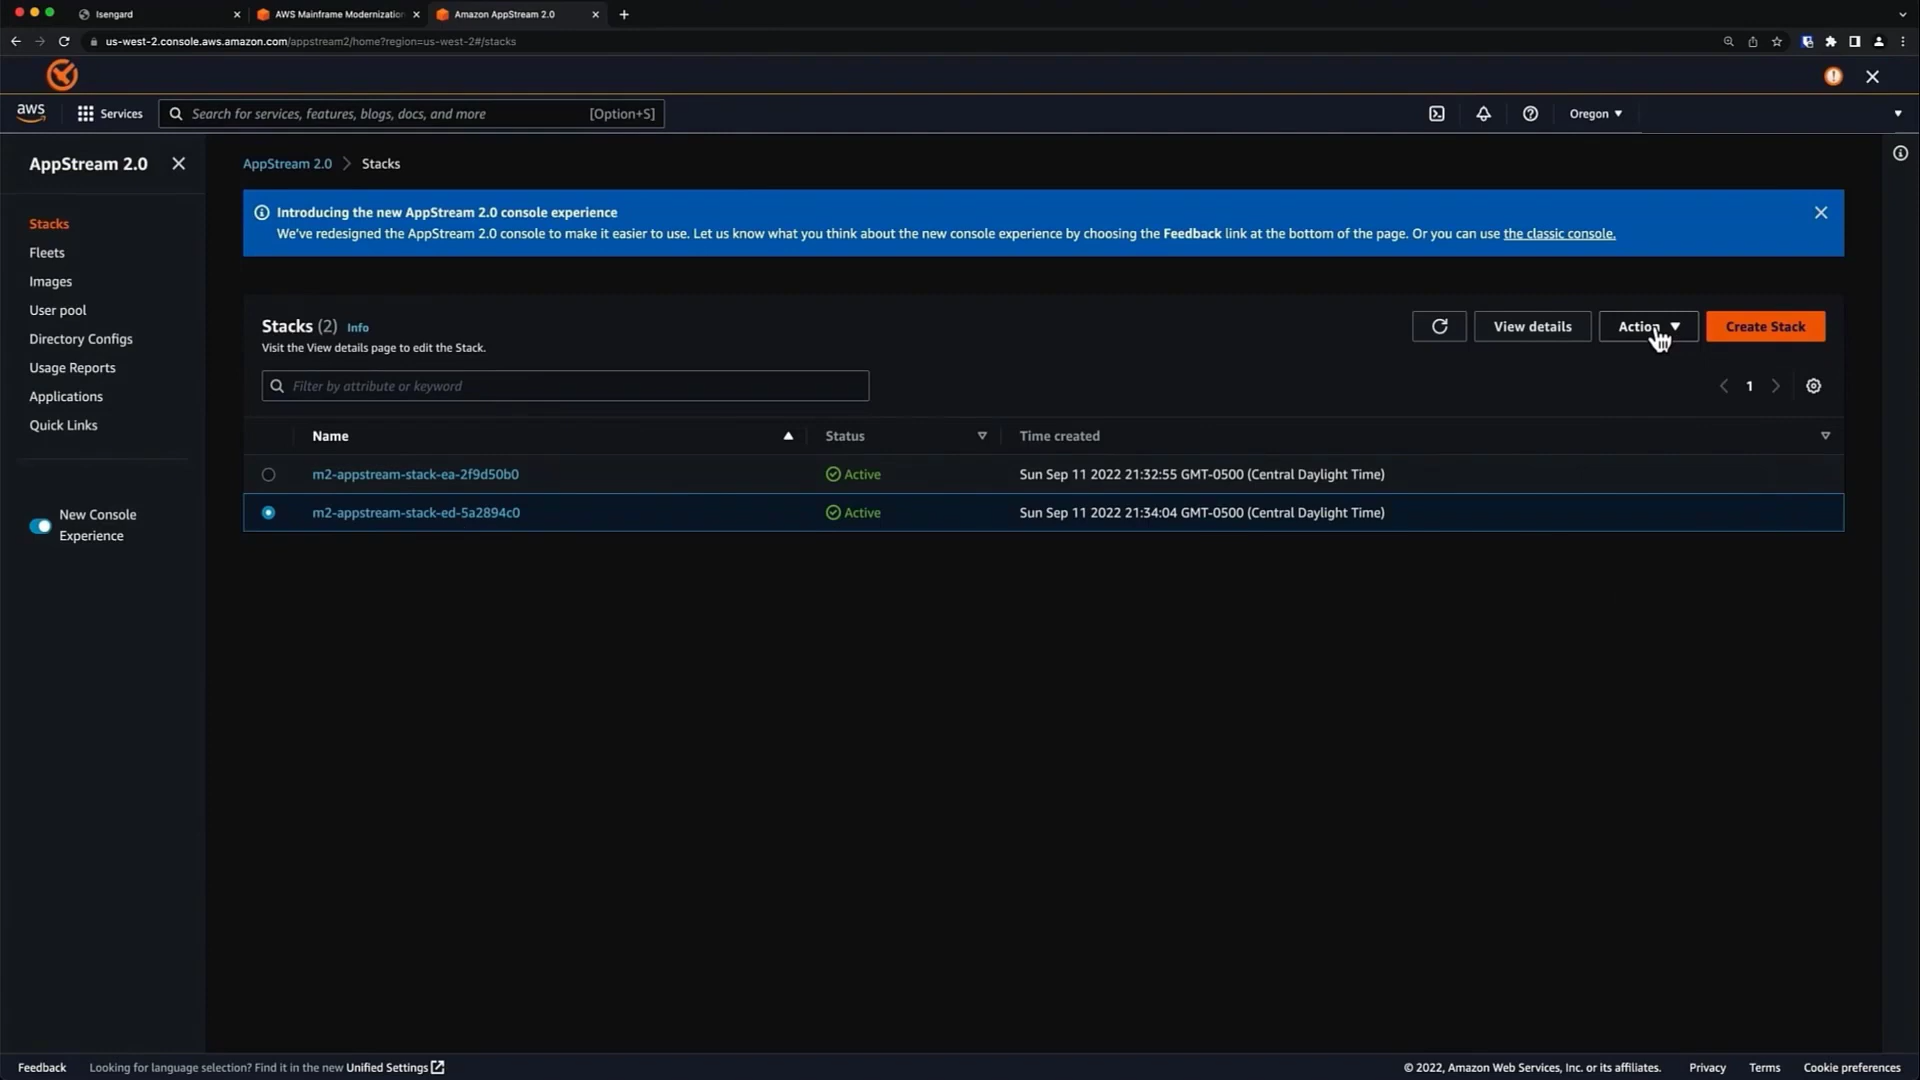 Isengard
AWS Mainframe Modernization
Amazon AppStream 2.0
us-west-2.console.aws.amazon.com/appstream2/home?region=us-west-2#/stacks
aws
Services
Search for services, features, blogs, docs, and more
[Option+S]
Oregon
AppStream 2.0
Stacks
Fleets
Images
User pool
Directory Configs
Usage Reports
Applications
Quick Links
New Console
Experience
AppStream 2.0
Stacks
Introducing the new AppStream 2.0 console experience
We've redesigned the AppStream 2.0 console to make it easier to use. Let us know what you think about the new console experience by choosing the Feedback link at the bottom of the page. Or you can use the classic console.
Stacks (2) Info
Visit the View details page to edit the Stack.
View details
Action
Create Stack
Filter by attribute or keyword
1
Name Status Time created
m2-appstream-stack-ea-2f9d50b0 Active Sun Sep 11 2022 21:32:55 GMT-0500 (Central Daylight Time)
m2-appstream-stack-ed-5a2894c0 Active Sun Sep 11 2022 21:34:04 GMT-0500 (Central Daylight Time)
Feedback
Looking for language selection? Find it in the new Unified Settings
© 2022, Amazon Web Services, Inc. or its affiliates.
Privacy
Terms
Cookie preferences